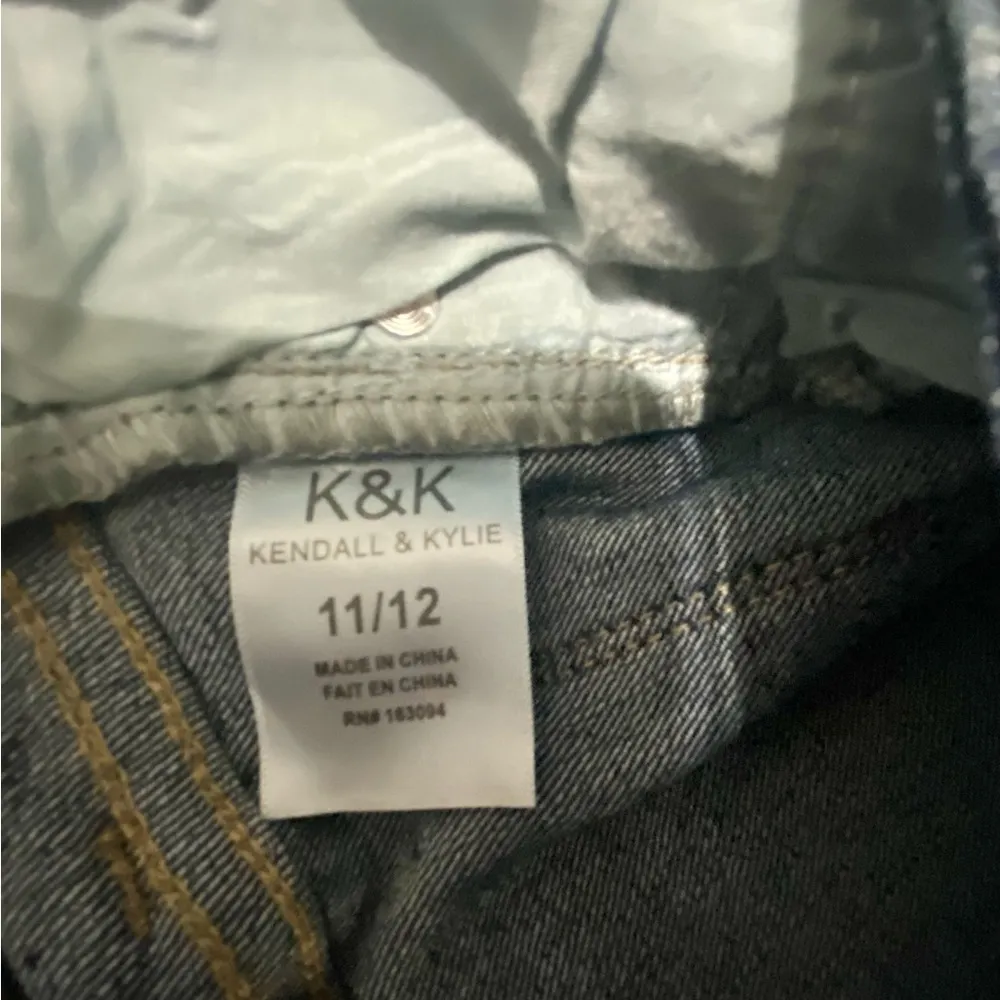 K&K
KENDALL & KYLIE
11/12
MADE IN CHINA
FAIT EN CHINA
RN# 163094